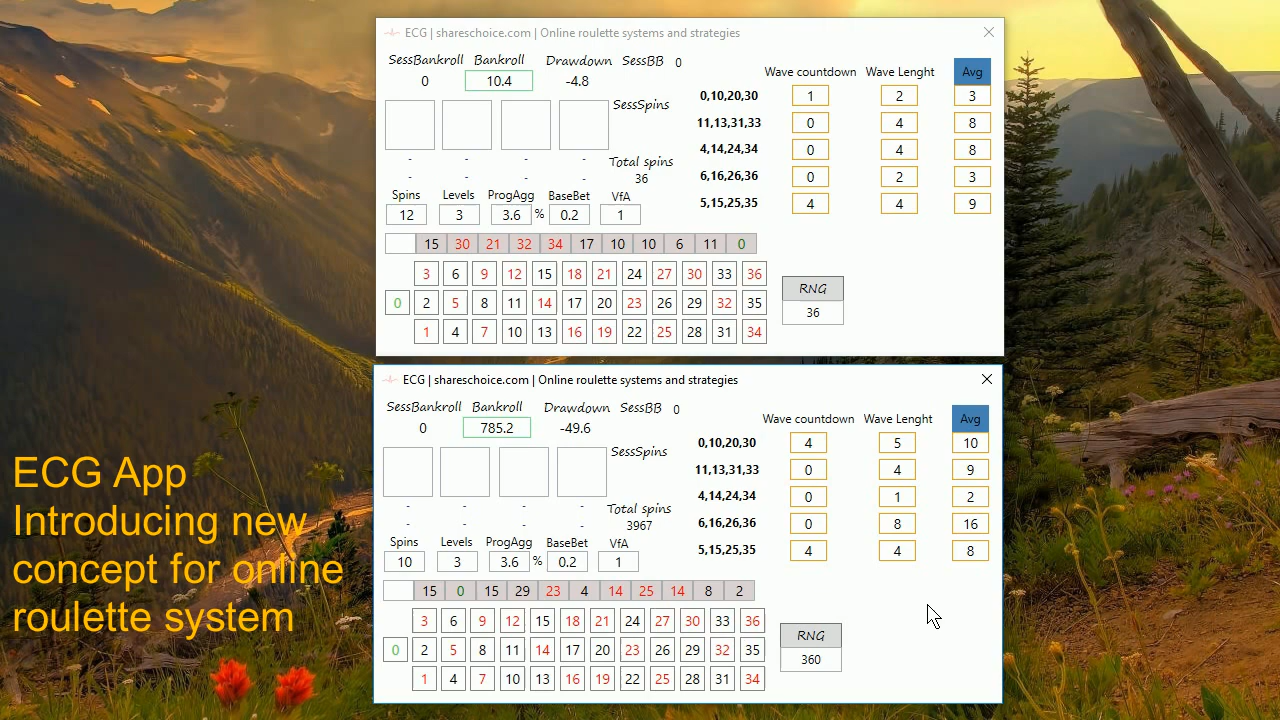 ECG | shareschoice.com | Online roulette systems and strategies
SessBankroll Bankroll Drawdown SessBB 0
0 10.4 -4.8
Wave countdown Wave Lenght Avg
0,10,20,30 1 2 3
SessSpins
11,13,31,33 0 4 8
4,14,24,34 0 4 8
- - - - Total spins
- - - - 36
6,16,26,36 0 2 3
Spins Levels ProgAgg BaseBet VfA
12 3 3.6 % 0.2 1
5,15,25,35 4 4 9
15 30 21 32 34 17 10 10 6 11 0
3 6 9 12 15 18 21 24 27 30 33 36
0 2 5 8 11 14 17 20 23 26 29 32 35
1 4 7 10 13 16 19 22 25 28 31 34
RNG
36
ECG | shareschoice.com | Online roulette systems and strategies
SessBankroll Bankroll Drawdown SessBB 0
0 785.2 -49.6
Wave countdown Wave Lenght Avg
0,10,20,30 4 5 10
SessSpins
11,13,31,33 0 4 9
4,14,24,34 0 1 2
- - - - Total spins
- - - - 3967
6,16,26,36 0 8 16
Spins Levels ProgAgg BaseBet VfA
10 3 3.6 % 0.2 1
5,15,25,35 4 4 8
15 0 15 29 23 4 14 25 14 8 2
3 6 9 12 15 18 21 24 27 30 33 36
0 2 5 8 11 14 17 20 23 26 29 32 35
1 4 7 10 13 16 19 22 25 28 31 34
RNG
360
ECG App
Introducing new
concept for online
roulette system